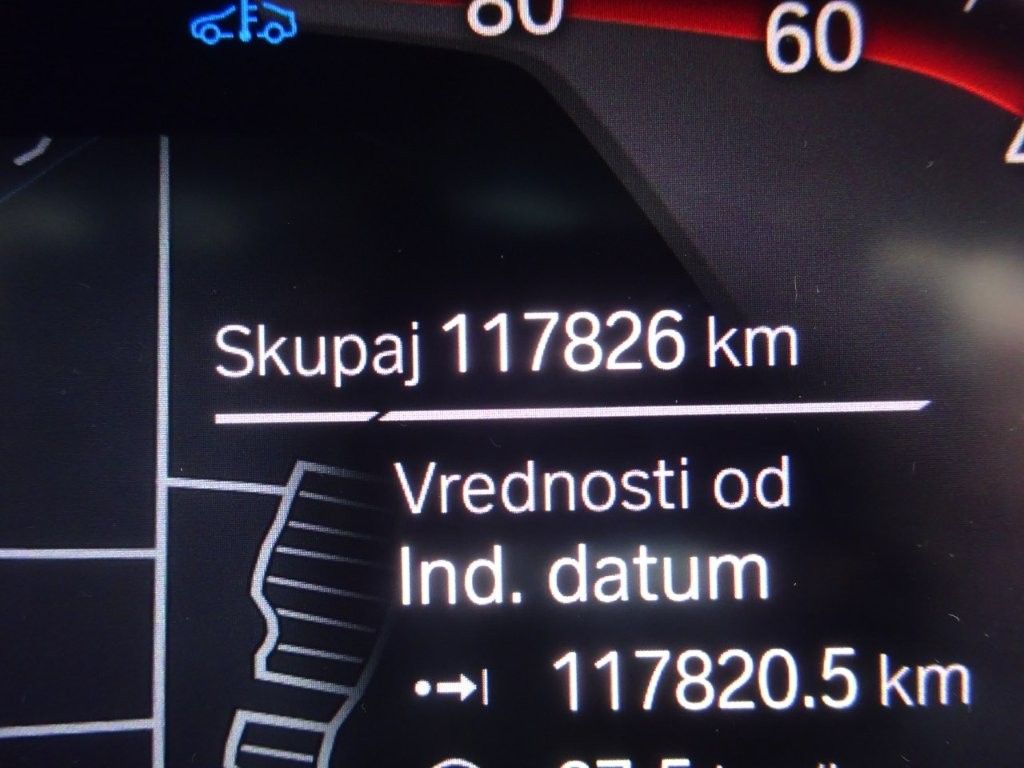 80
60
Skupaj 117826 km
Vrednosti od
Ind. datum
117820.5 km